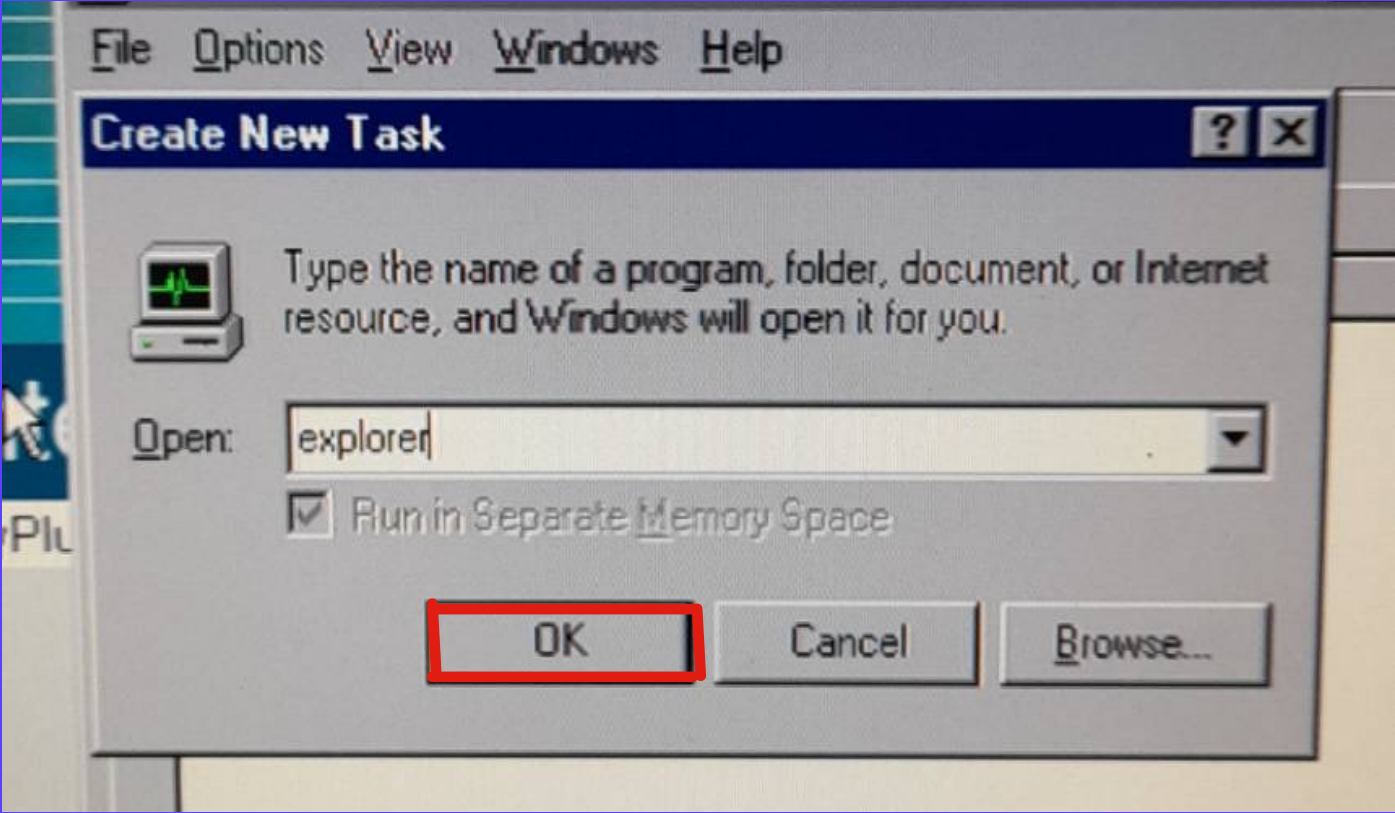 File Options View Windows Help
Create New Task
Type the name of a program, folder, document, or Internet
resource, and Windows will open it for you.
Open: explorer
Run in Separate Memory Space
OK Cancel Browse...